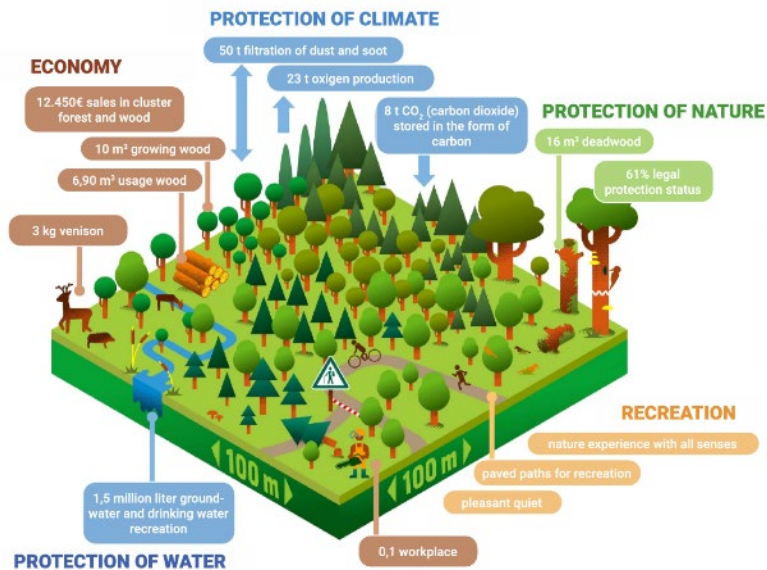 PROTECTION OF CLIMATE
50 t filtration of dust and soot
23 t oxigen production
8 t CO₂ (carbon dioxide)
stored in the form of
carbon
ECONOMY
12.450€ sales in cluster
forest and wood
10 m³ growing wood
6,90 m³ usage wood
3 kg venison
PROTECTION OF NATURE
16 m³ deadwood
61% legal
protection status
RECREATION
nature experience with all senses
paved paths for recreation
pleasant quiet
100 m
100 m
1,5 million liter ground-
water and drinking water
recreation
PROTECTION OF WATER
0,1 workplace